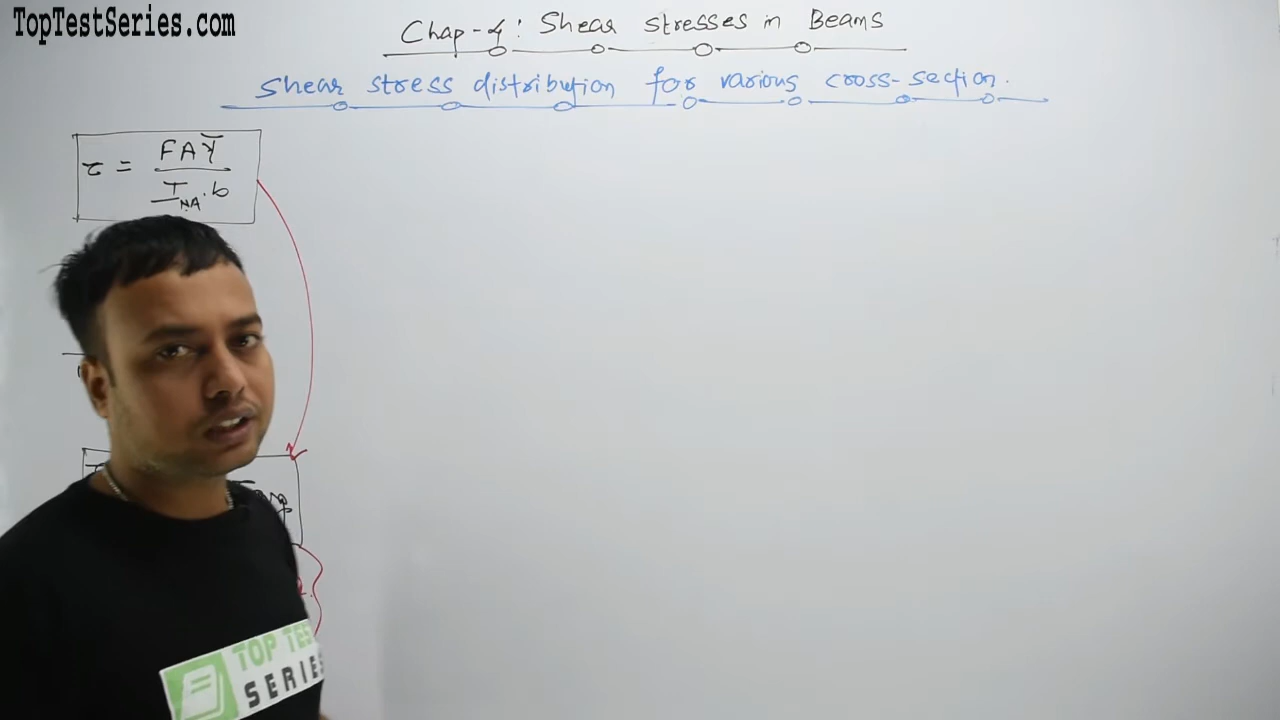 TopTestSeries.com
Chap-4: Shear stresses in Beams
Shear stress distribution for various cross-section.
τ = FAȲ / I_NA.b
TOP TES
SERIES